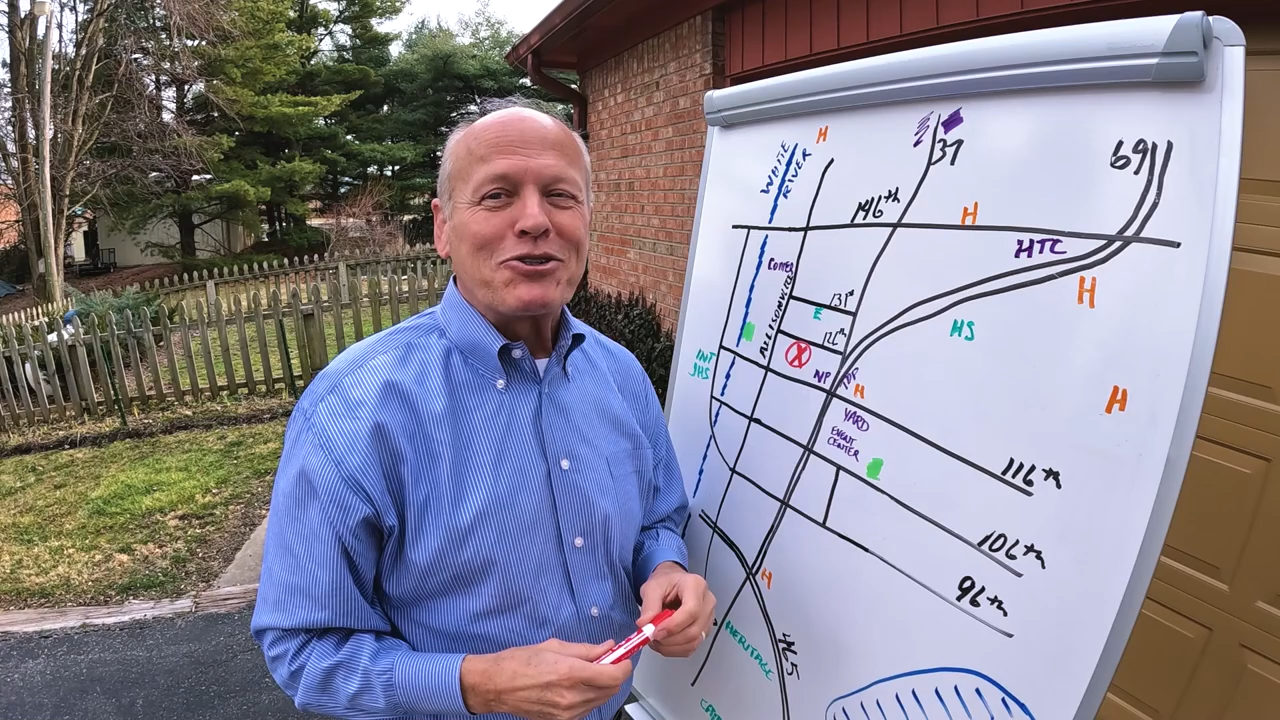 H
WHITE
RIVER
37
69
146th
H
HTC
H
ALLISONVILLE
131st
E
126th
HS
INT
JHS
X
NP
H
H
YARD
EVENT
CENTER
116th
106th
96th
H
465
HERITAGE